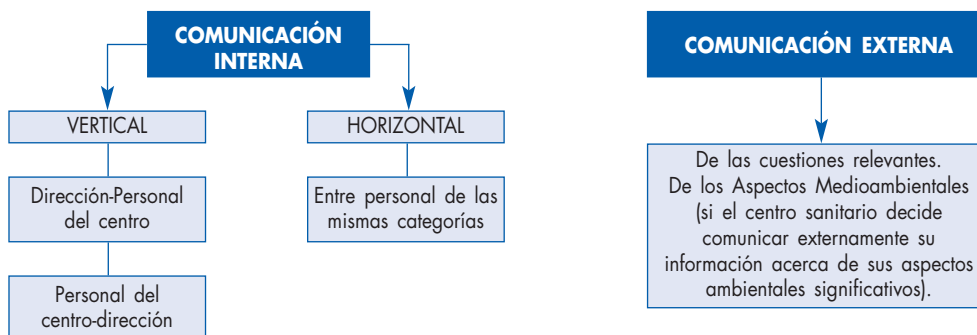 COMUNICACIÓN
INTERNA
VERTICAL
Dirección-Personal
del centro
Personal del
centro-dirección
HORIZONTAL
Entre personal de las
mismas categorías
COMUNICACIÓN EXTERNA
De las cuestiones relevantes.
De los Aspectos Medioambientales
(si el centro sanitario decide
comunicar externamente su
información acerca de sus aspectos
ambientales significativos).